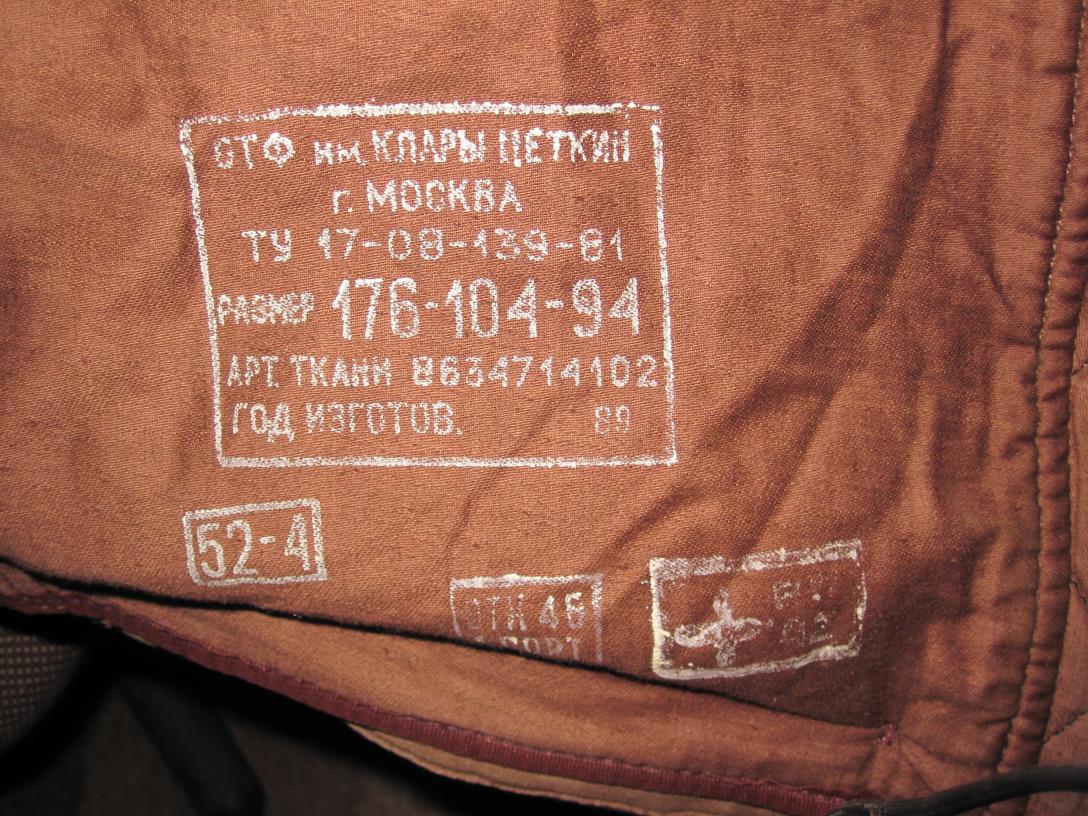 6ТФ им. КЛАРЫ ЦЕТКИН
г. МОСКВА
ТУ 17-08-139-81
РАЗМЕР 176-104-94
АРТ. ТКАНИ 8634714102
ГОД ИЗГОТОВ. 89
52-4
ОТК 46